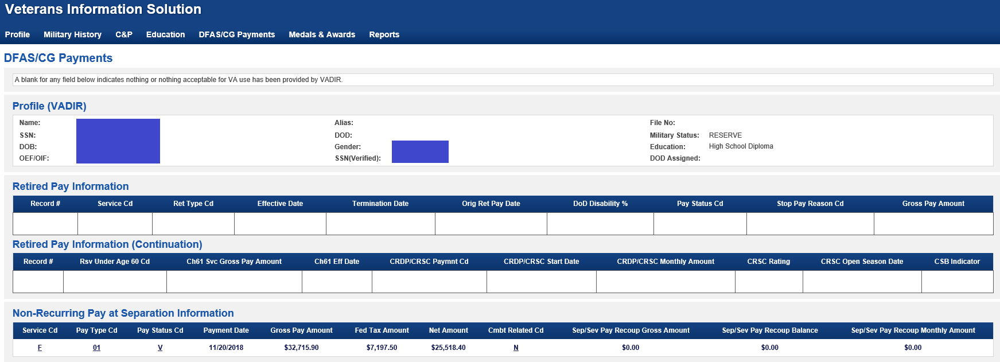 Veterans Information Solution
Profile Military History C&P Education DFAS/CG Payments Medals & Awards Reports
DFAS/CG Payments
A blank for any field below indicates nothing or nothing acceptable for VA use has been provided by VADIR.
Profile (VADIR)
Name: Alias: File No:
SSN: DOD: Military Status: RESERVE
DOB: Gender: Education: High School Diploma
OEF/OIF: SSN(Verified): DOD Assigned:
Retired Pay Information
Record # Service Cd Ret Type Cd Effective Date Termination Date Orig Ret Pay Date DoD Disability % Pay Status Cd Stop Pay Reason Cd Gross Pay Amount
Retired Pay Information (Continuation)
Record # Rsv Under Age 60 Cd Ch61 Svc Gross Pay Amount Ch61 Eff Date CRDP/CRSC Paymnt Cd CRDP/CRSC Start Date CRDP/CRSC Monthly Amount CRSC Rating CRSC Open Season Date CSB Indicator
Non-Recurring Pay at Separation Information
Service Cd Pay Type Cd Pay Status Cd Payment Date Gross Pay Amount Fed Tax Amount Net Amount Cmbt Related Cd Sep/Sev Pay Recoup Gross Amount Sep/Sev Pay Recoup Balance Sep/Sev Pay Recoup Monthly Amount
F 01 V 11/20/2018 $32,715.90 $7,197.50 $25,518.40 N $0.00 $0.00 $0.00